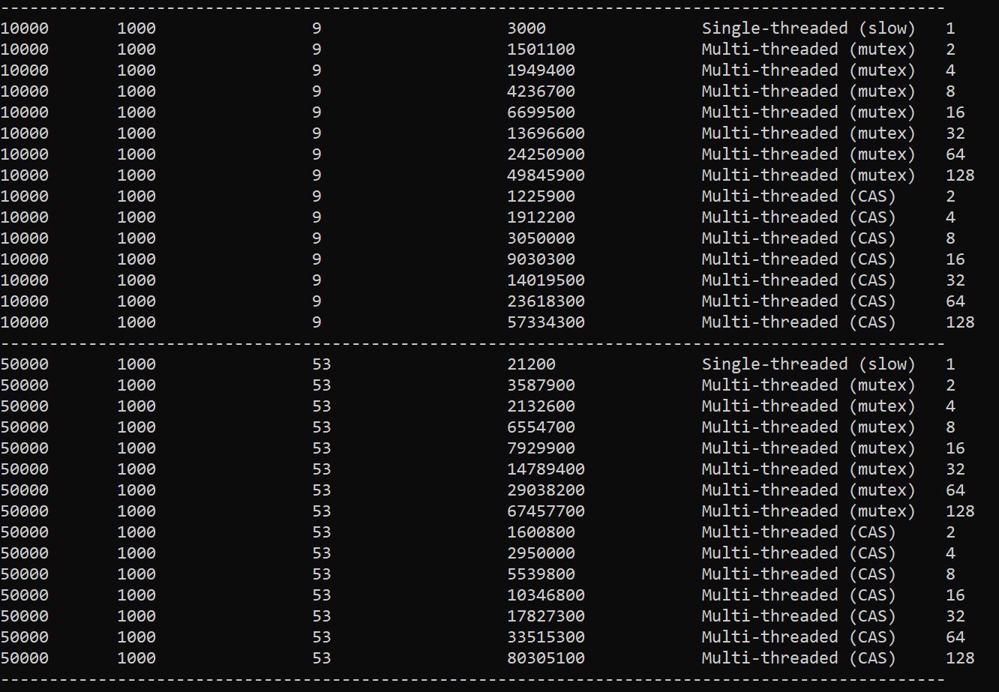 ------------------------------------------------------------------------------------------------
10000 1000 9 3000 Single-threaded (slow) 1
10000 1000 9 1501100 Multi-threaded (mutex) 2
10000 1000 9 1949400 Multi-threaded (mutex) 4
10000 1000 9 4236700 Multi-threaded (mutex) 8
10000 1000 9 6699500 Multi-threaded (mutex) 16
10000 1000 9 13696600 Multi-threaded (mutex) 32
10000 1000 9 24250900 Multi-threaded (mutex) 64
10000 1000 9 49845900 Multi-threaded (mutex) 128
10000 1000 9 1225900 Multi-threaded (CAS) 2
10000 1000 9 1912200 Multi-threaded (CAS) 4
10000 1000 9 3050000 Multi-threaded (CAS) 8
10000 1000 9 9030300 Multi-threaded (CAS) 16
10000 1000 9 14019500 Multi-threaded (CAS) 32
10000 1000 9 23618300 Multi-threaded (CAS) 64
10000 1000 9 57334300 Multi-threaded (CAS) 128
------------------------------------------------------------------------------------------------
50000 1000 53 21200 Single-threaded (slow) 1
50000 1000 53 3587900 Multi-threaded (mutex) 2
50000 1000 53 2132600 Multi-threaded (mutex) 4
50000 1000 53 6554700 Multi-threaded (mutex) 8
50000 1000 53 7929900 Multi-threaded (mutex) 16
50000 1000 53 14789400 Multi-threaded (mutex) 32
50000 1000 53 29038200 Multi-threaded (mutex) 64
50000 1000 53 67457700 Multi-threaded (mutex) 128
50000 1000 53 1600800 Multi-threaded (CAS) 2
50000 1000 53 2950000 Multi-threaded (CAS) 4
50000 1000 53 5539800 Multi-threaded (CAS) 8
50000 1000 53 10346800 Multi-threaded (CAS) 16
50000 1000 53 17827300 Multi-threaded (CAS) 32
50000 1000 53 33515300 Multi-threaded (CAS) 64
50000 1000 53 80305100 Multi-threaded (CAS) 128
------------------------------------------------------------------------------------------------